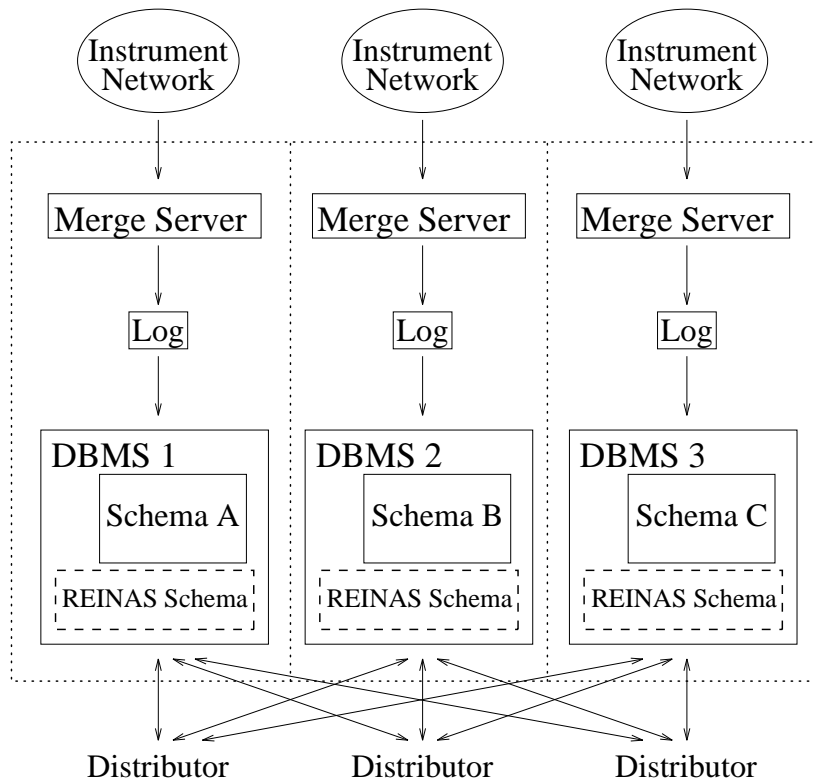 Instrument
Network
Instrument
Network
Instrument
Network
Merge Server
Merge Server
Merge Server
Log
Log
Log
DBMS 1
DBMS 2
DBMS 3
Schema A
Schema B
Schema C
REINAS Schema
REINAS Schema
REINAS Schema
Distributor
Distributor
Distributor